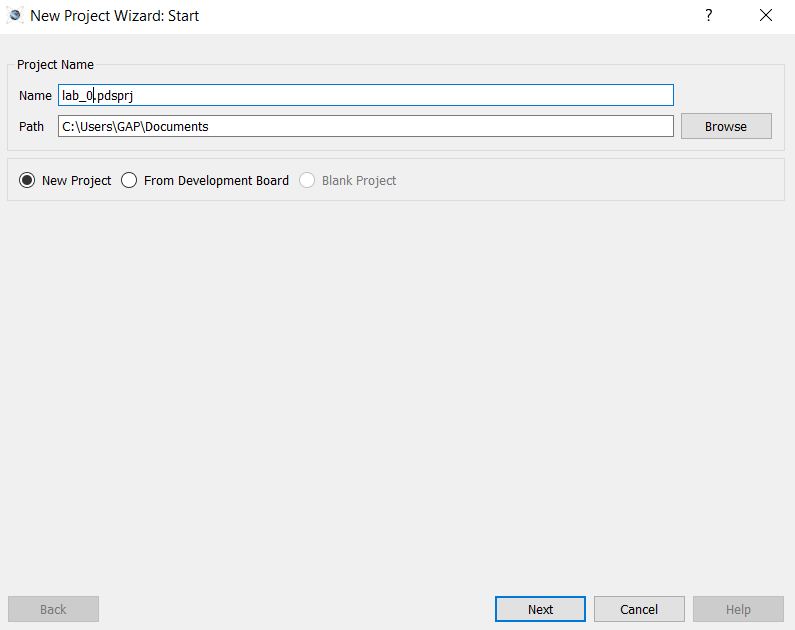 New Project Wizard: Start
?
Project Name
Name lab_0.pdsprj
Path C:\Users\GAP\Documents Browse
New Project From Development Board Blank Project
Back Next Cancel Help